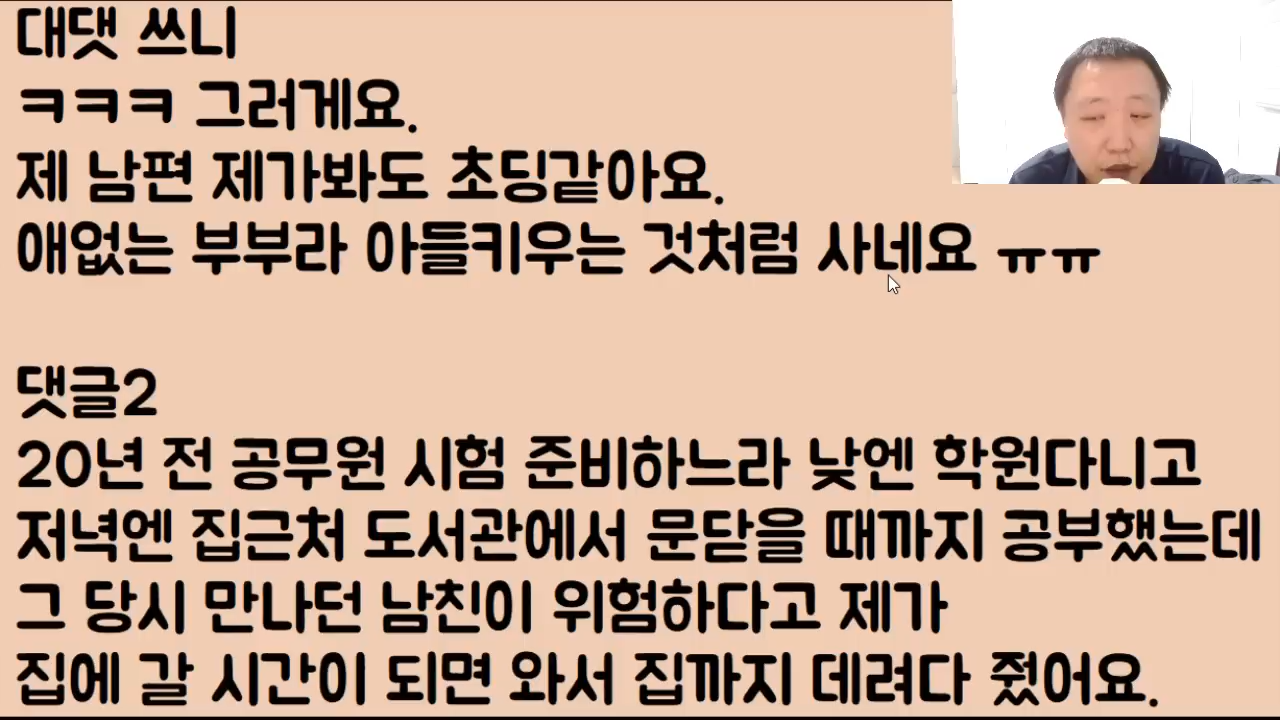 대댓 쓰니
ㅋㅋㅋ 그러게요.
제 남편 제가봐도 초딩같아요.
애없는 부부라 아들키우는 것처럼 사네요 ㅠㅠ
댓글2
20년 전 공무원 시험 준비하느라 낮엔 학원다니고
저녁엔 집근처 도서관에서 문닫을 때까지 공부했는데
그 당시 만나던 남친이 위험하다고 제가
집에 갈 시간이 되면 와서 집까지 데려다 줬어요.